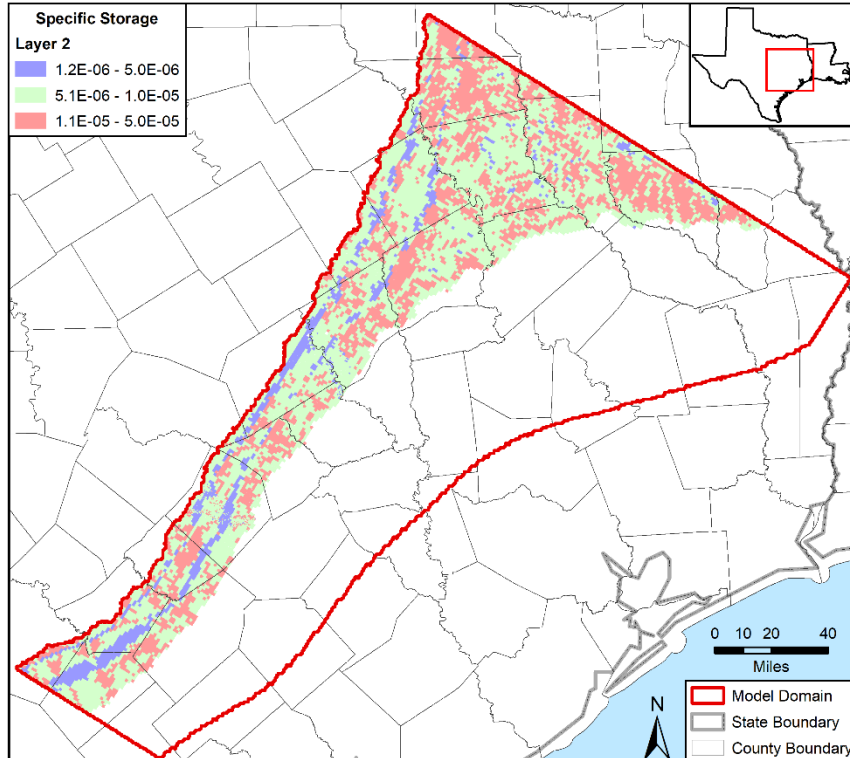 Specific Storage
Layer 2
1.2E-06 - 5.0E-06
5.1E-06 - 1.0E-05
1.1E-05 - 5.0E-05
0 10 20 40
Miles
N
Model Domain
State Boundary
County Boundary